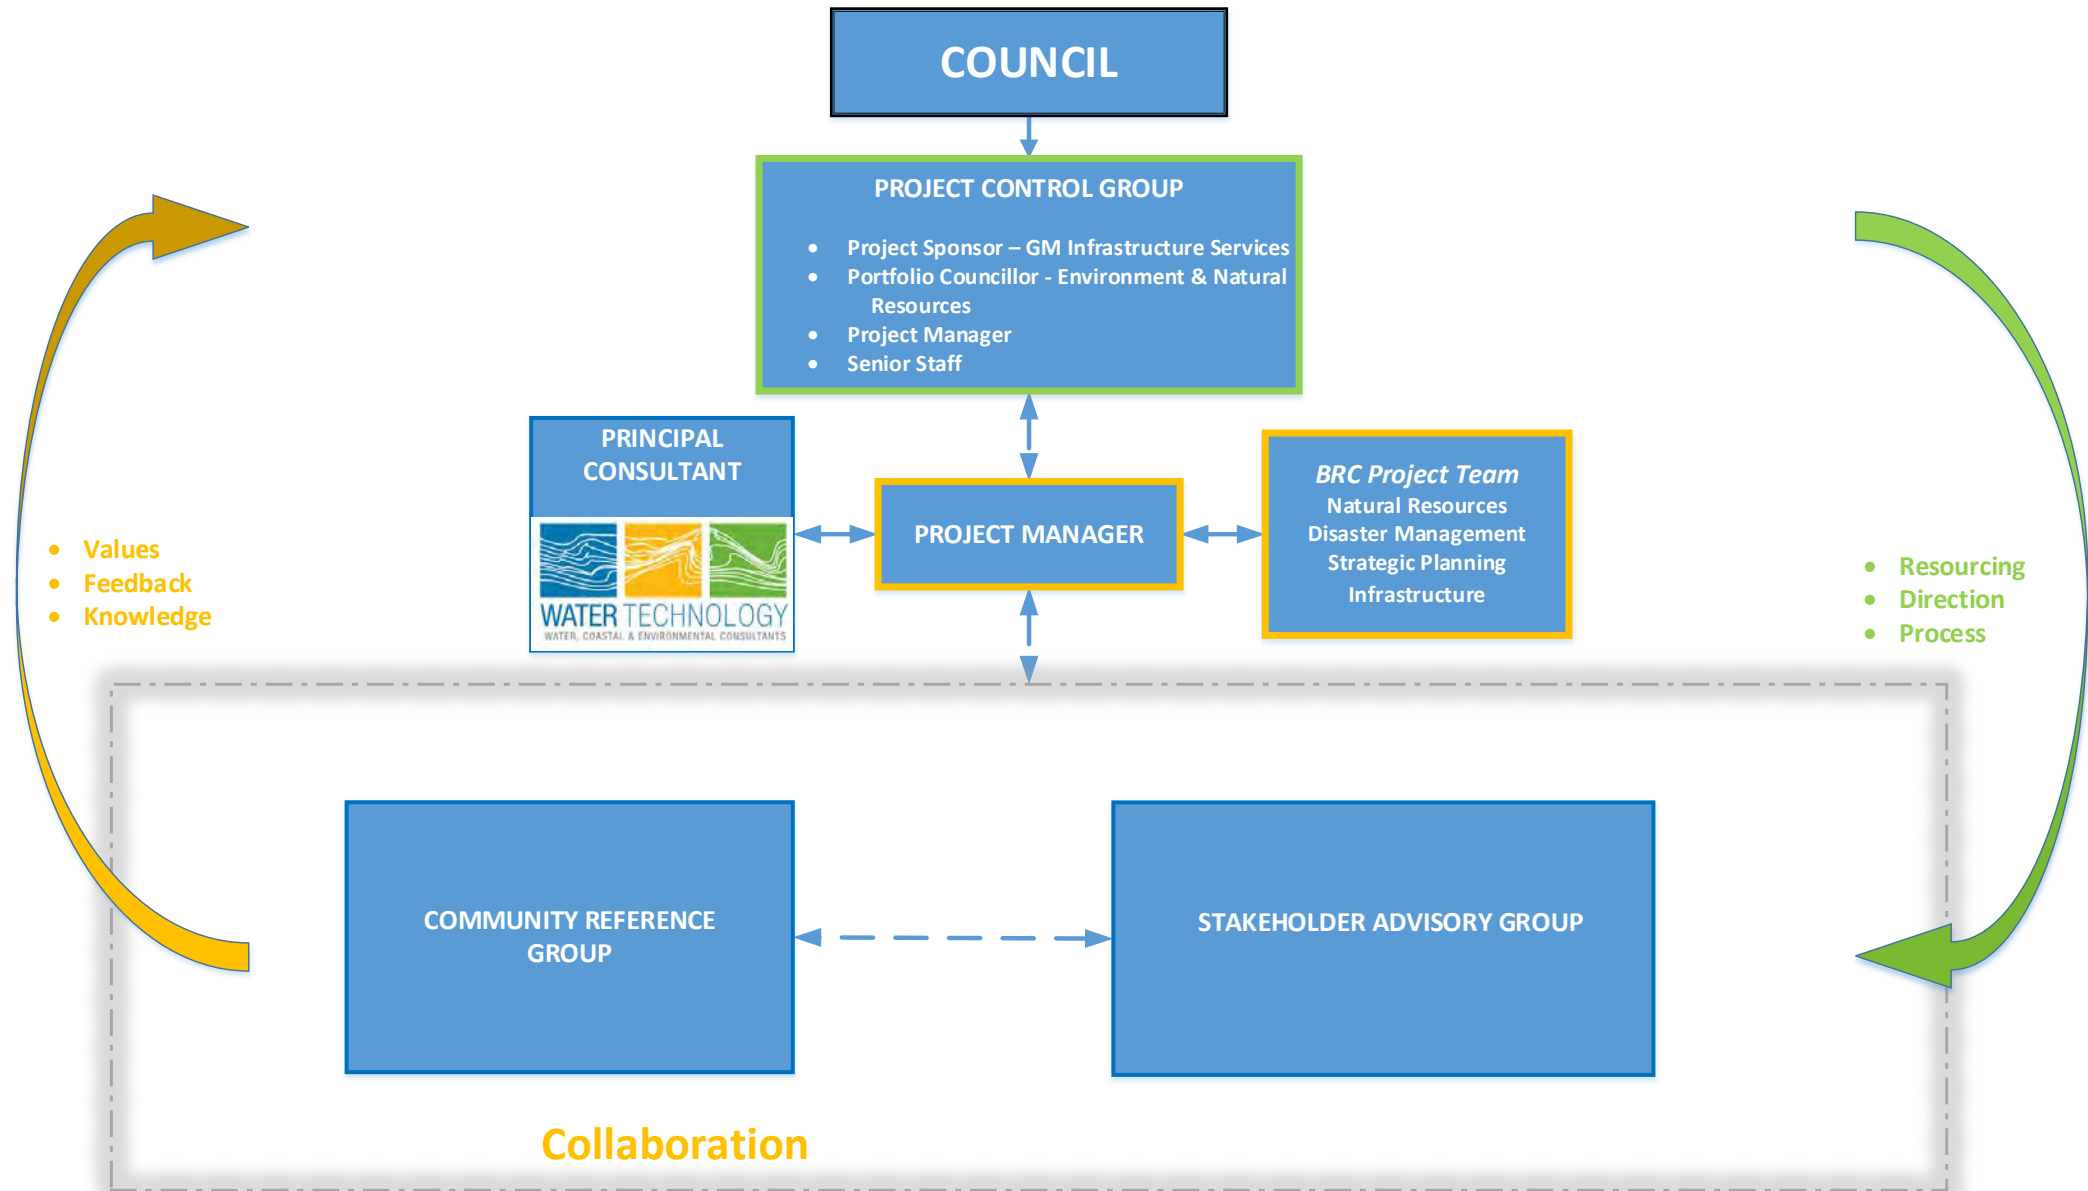 COUNCIL
PROJECT CONTROL GROUP
• Project Sponsor – GM Infrastructure Services
• Portfolio Councillor - Environment & Natural
Resources
• Project Manager
• Senior Staff
PRINCIPAL
CONSULTANT
WATER TECHNOLOGY
WATER, COASTAL & ENVIRONMENTAL CONSULTANTS
PROJECT MANAGER
BRC Project Team
Natural Resources
Disaster Management
Strategic Planning
Infrastructure
• Values
• Feedback
• Knowledge
• Resourcing
• Direction
• Process
COMMUNITY REFERENCE
GROUP
STAKEHOLDER ADVISORY GROUP
Collaboration